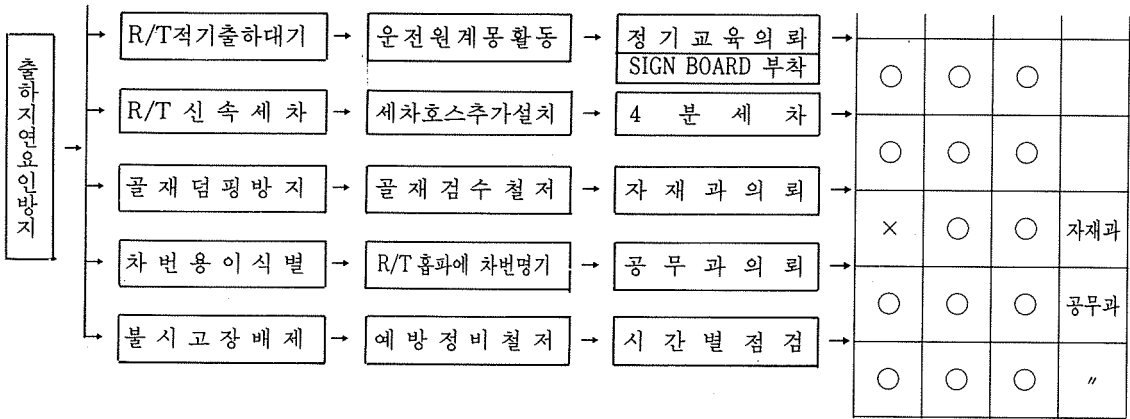 출하지연요인방지
R/T적기출하대기 → 운전원계몽활동 → 정기교육의뢰
SIGN BOARD 부착
○ ○ ○
R/T 신속세차 → 세차호스추가설치 → 4분세차
○ ○ ○
골재덤핑방지 → 골재검수철저 → 자재과의뢰
× ○ ○ 자재과
차번용이식별 → R/T 홉파에 차번명기 → 공무과의뢰
○ ○ ○ 공무과
불시고장배제 → 예방정비철저 → 시간별점검
○ ○ ○ 〃